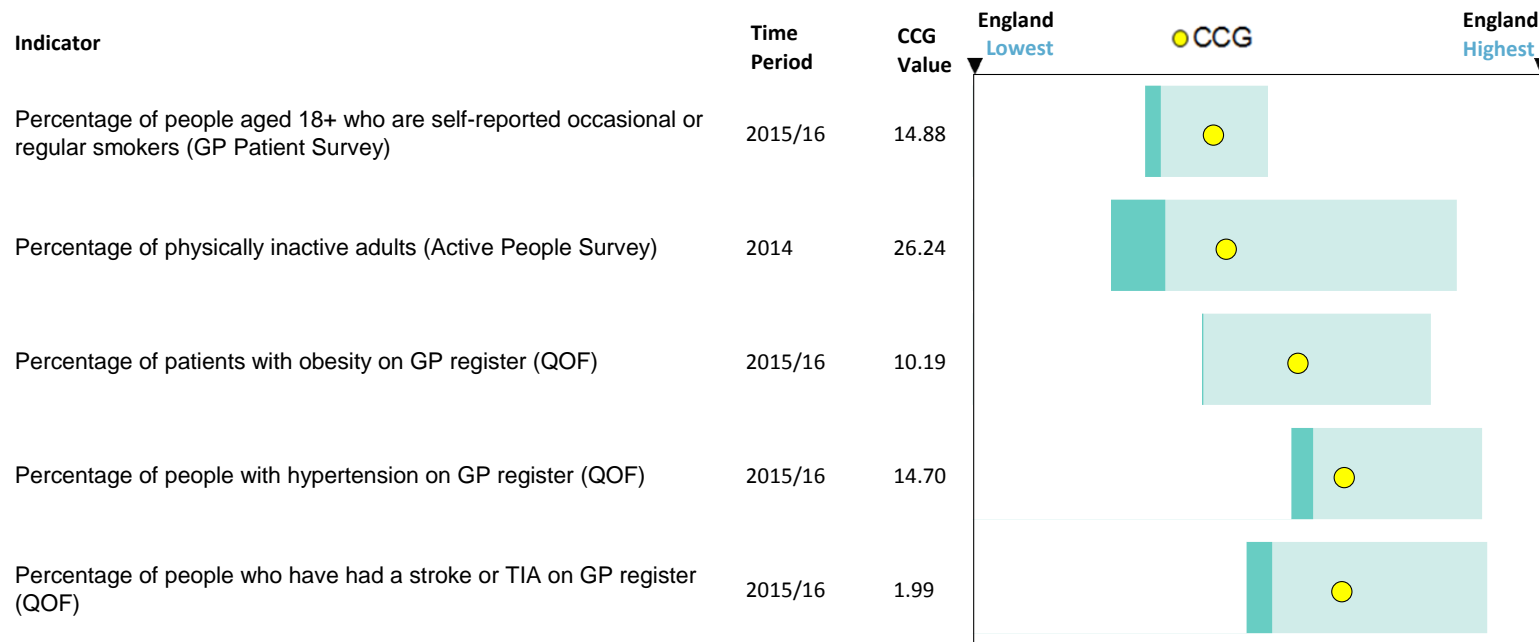 Indicator
Time
Period
CCG
Value
England
Lowest
CCG
England
Highest
Percentage of people aged 18+ who are self-reported occasional or
regular smokers (GP Patient Survey)
2015/16
14.88
Percentage of physically inactive adults (Active People Survey)
2014
26.24
Percentage of patients with obesity on GP register (QOF)
2015/16
10.19
Percentage of people with hypertension on GP register (QOF)
2015/16
14.70
Percentage of people who have had a stroke or TIA on GP register
(QOF)
2015/16
1.99